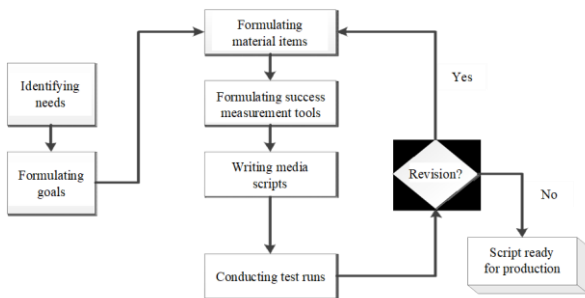 Identifying
needs
Formulating
goals
Formulating
material items
Formulating success
measurement tools
Writing media
scripts
Conducting test runs
Revision?
Yes
No
Script ready
for production